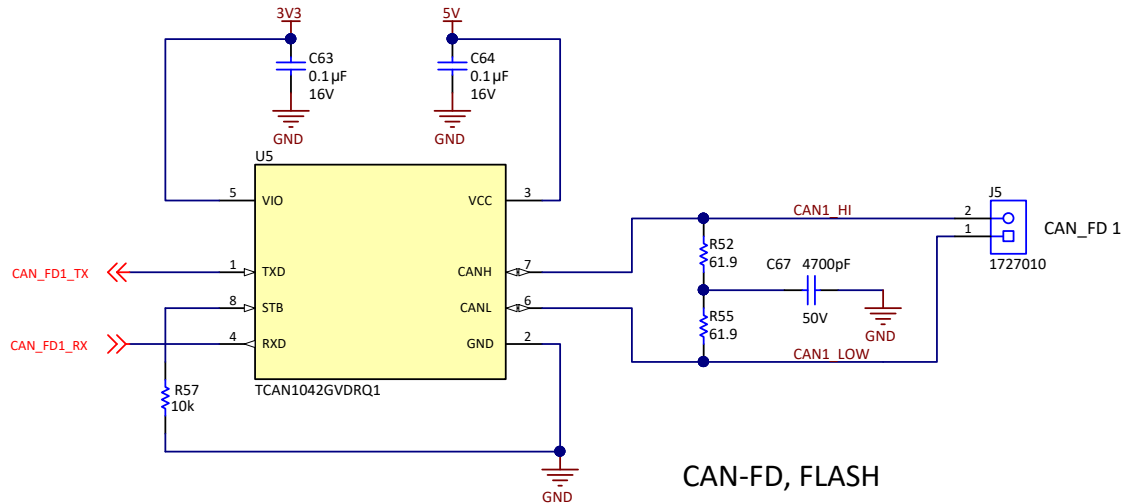 3V3
5V
C63
0.1µF
16V
GND
C64
0.1µF
16V
GND
U5
5 VIO
VCC 3
1 TXD
CANH 7
8 STB
CANL 6
4 RXD
GND 2
TCAN1042GVDRQ1
CAN_FD1_TX
CAN_FD1_RX
R57
10k
GND
CAN1_HI
R52
61.9
C67 4700pF
50V
GND
R55
61.9
CAN1_LOW
J5
2
1
1727010
CAN_FD 1
CAN-FD, FLASH